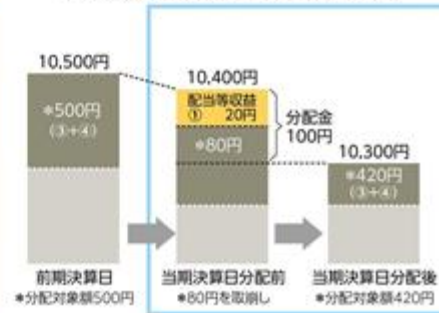 10,500円
*500円
(③+④)
前期決算日
*分配対象額500円
10,400円
配当等収益
① 20円
*80円
分配金
100円
当期決算日分配前
*80円を取崩し
10,300円
*420円
(③+④)
当期決算日分配後
*分配対象額420円